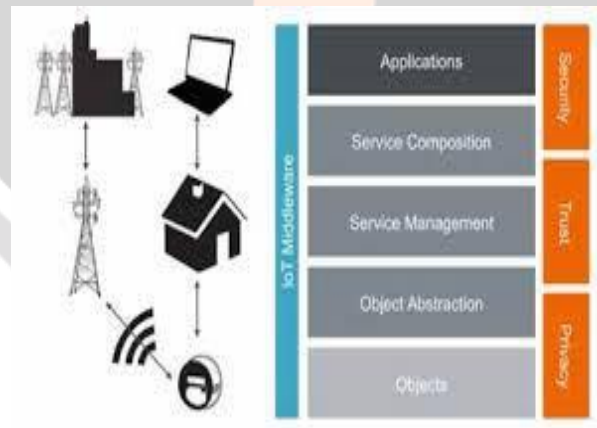 IoT Middleware
Applications
Service Composition
Service Management
Object Abstraction
Objects
Security
Trust
Privacy